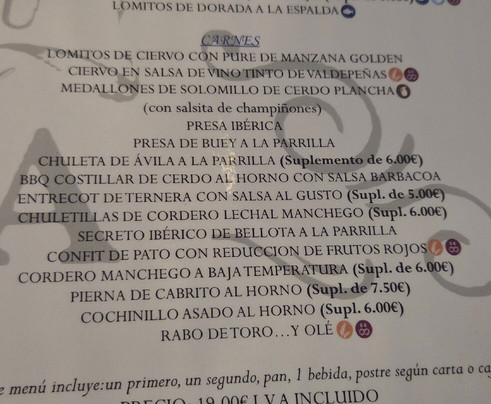 LOMITOS DE DORADA A LA ESPALDA
CARNES
LOMITOS DE CIERVO CON PURE DE MANZANA GOLDEN
CIERVO EN SALSA DE VINO TINTO DE VALDEPEÑAS
MEDALLONES DE SOLOMILLO DE CERDO PLANCHA
(con salsita de champiñones)
PRESA IBÉRICA
PRESA DE BUEY A LA PARRILLA
CHULETA DE ÁVILA A LA PARRILLA (Suplemento de 6.00€)
BBQ COSTILLAR DE CERDO AL HORNO CON SALSA BARBACOA
ENTRECOT DE TERNERA CON SALSA AL GUSTO (Supl. de 5.00€)
CHULETILLAS DE CORDERO LECHAL MANCHEGO (Supl. 6.00€)
SECRETO IBÉRICO DE BELLOTA A LA PARRILLA
CONFIT DE PATO CON REDUCCION DE FRUTOS ROJOS
CORDERO MANCHEGO A BAJA TEMPERATURA (Supl. de 6.00€)
PIERNA DE CABRITO AL HORNO (Supl. de 7.50€)
COCHINILLO ASADO AL HORNO (Supl. 6.00€)
RABO DE TORO...Y OLÉ
e menú incluye:un primero, un segundo, pan, 1 bebida, postre según carta o ca
PRECIO 19.00€ I.V.A INCLUIDO